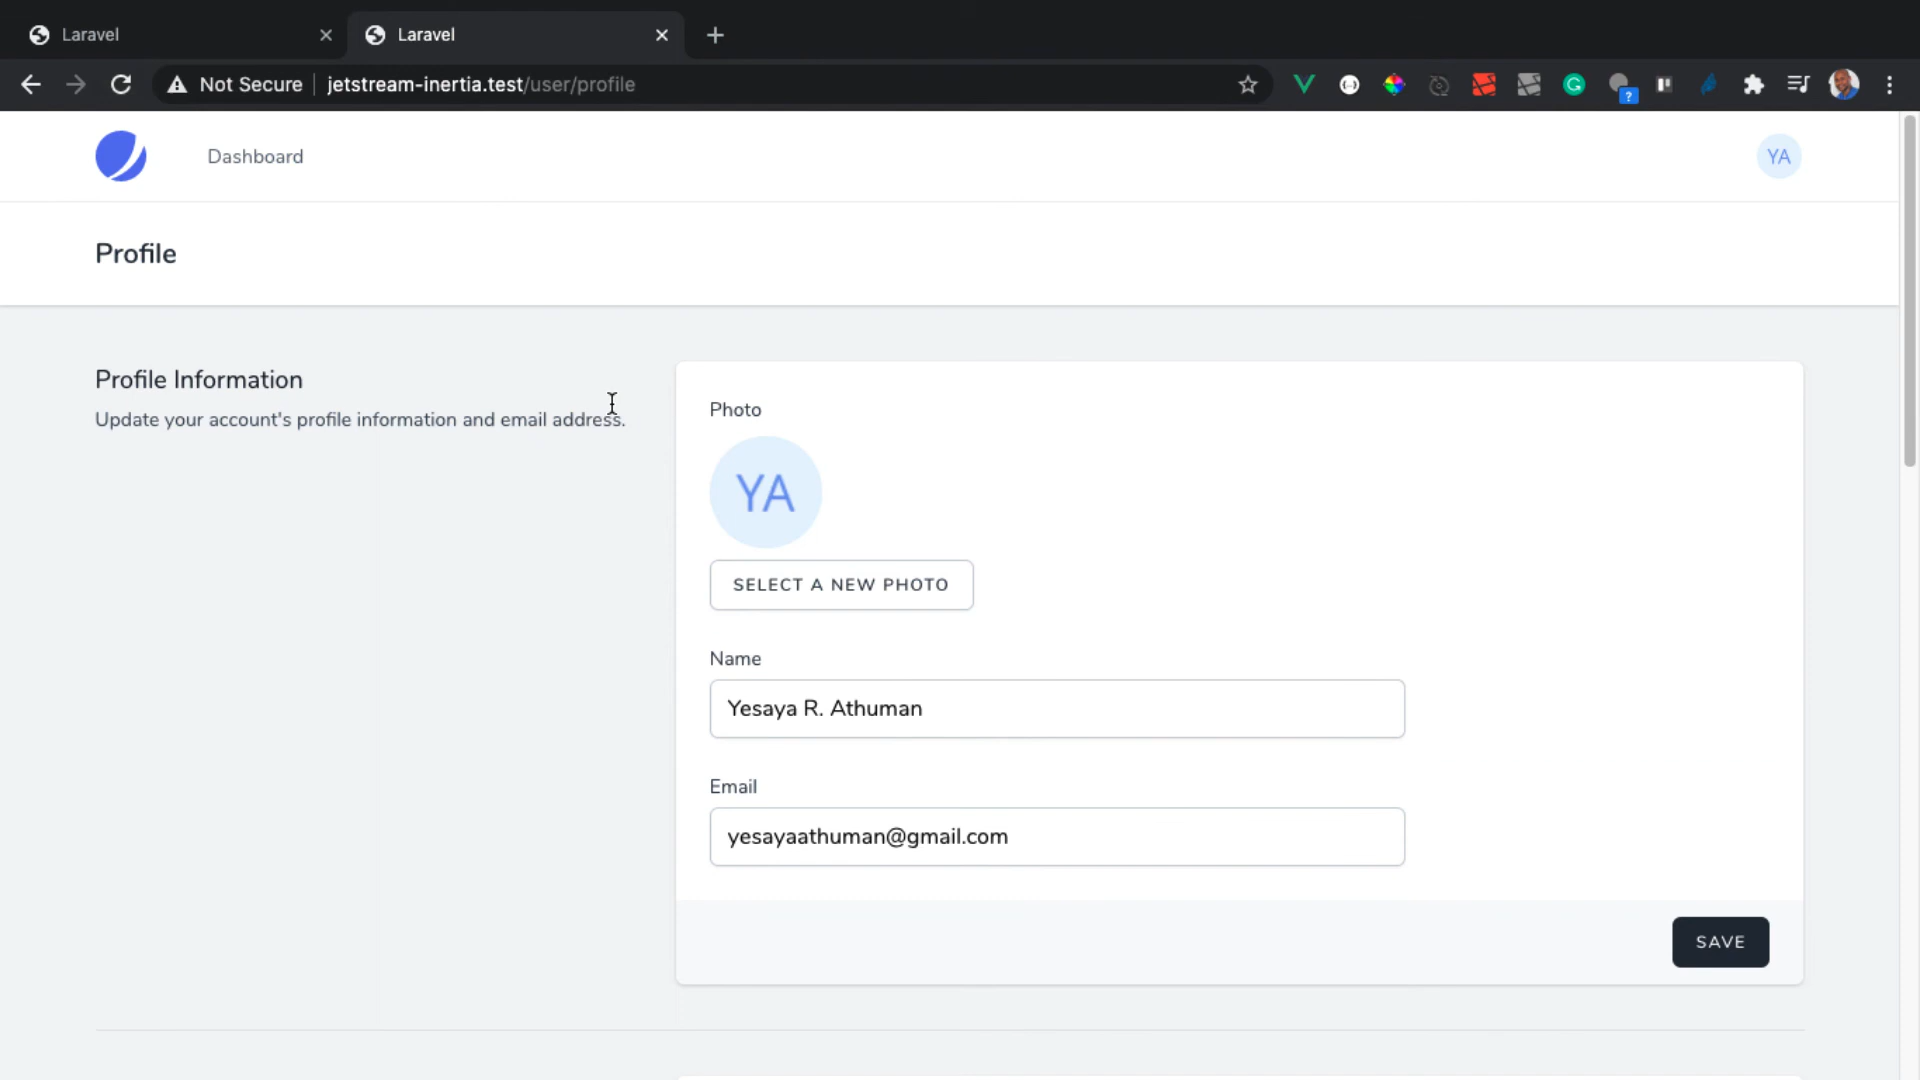 Laravel
Laravel
Not Secure
jetstream-inertia.test/user/profile
?
Dashboard
YA
Profile
Profile Information
Update your account's profile information and email address.
Photo
YA
SELECT A NEW PHOTO
Name
Yesaya R. Athuman
Email
yesayaathuman@gmail.com
SAVE